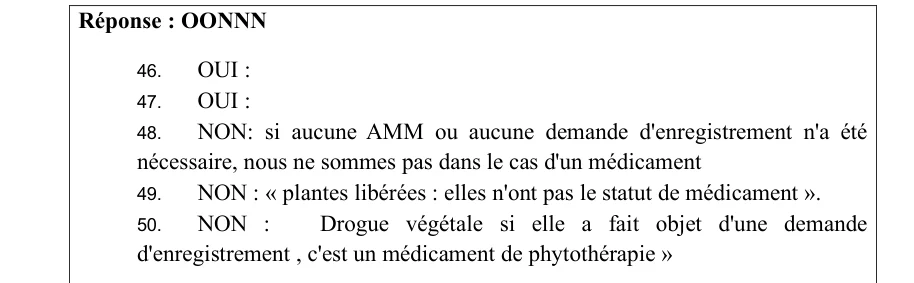 Réponse : OONNN
46. OUI :
47. OUI :
48. NON: si aucune AMM ou aucune demande d'enregistrement n'a été
nécessaire, nous ne sommes pas dans le cas d'un médicament
49. NON : « plantes libérées : elles n'ont pas le statut de médicament ».
50. NON : Drogue végétale si elle a fait objet d'une demande
d'enregistrement , c'est un médicament de phytothérapie »